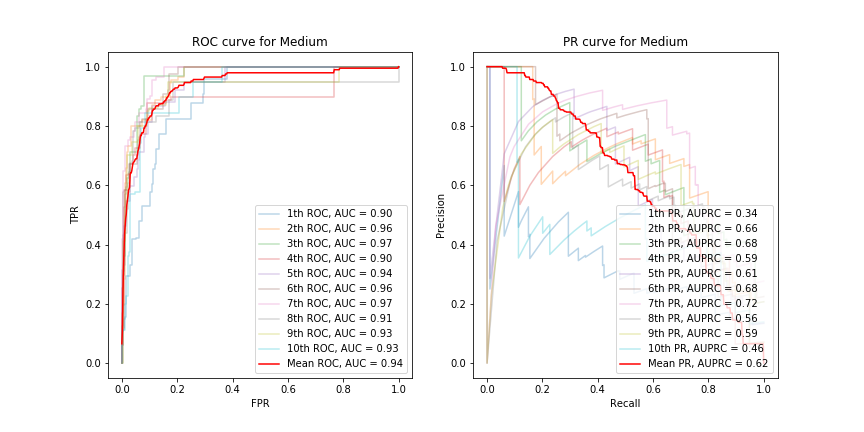 ROC curve for Medium
1.0
0.8
0.6
0.4
0.2
0.0
TPR
0.0 0.2 0.4 0.6 0.8 1.0
FPR
1th ROC, AUC = 0.90
2th ROC, AUC = 0.96
3th ROC, AUC = 0.97
4th ROC, AUC = 0.90
5th ROC, AUC = 0.94
6th ROC, AUC = 0.96
7th ROC, AUC = 0.97
8th ROC, AUC = 0.91
9th ROC, AUC = 0.93
10th ROC, AUC = 0.93
Mean ROC, AUC = 0.94
PR curve for Medium
1.0
0.8
0.6
0.4
0.2
0.0
Precision
0.0 0.2 0.4 0.6 0.8 1.0
Recall
1th PR, AUPRC = 0.34
2th PR, AUPRC = 0.66
3th PR, AUPRC = 0.68
4th PR, AUPRC = 0.59
5th PR, AUPRC = 0.61
6th PR, AUPRC = 0.68
7th PR, AUPRC = 0.72
8th PR, AUPRC = 0.56
9th PR, AUPRC = 0.59
10th PR, AUPRC = 0.46
Mean PR, AUPRC = 0.62